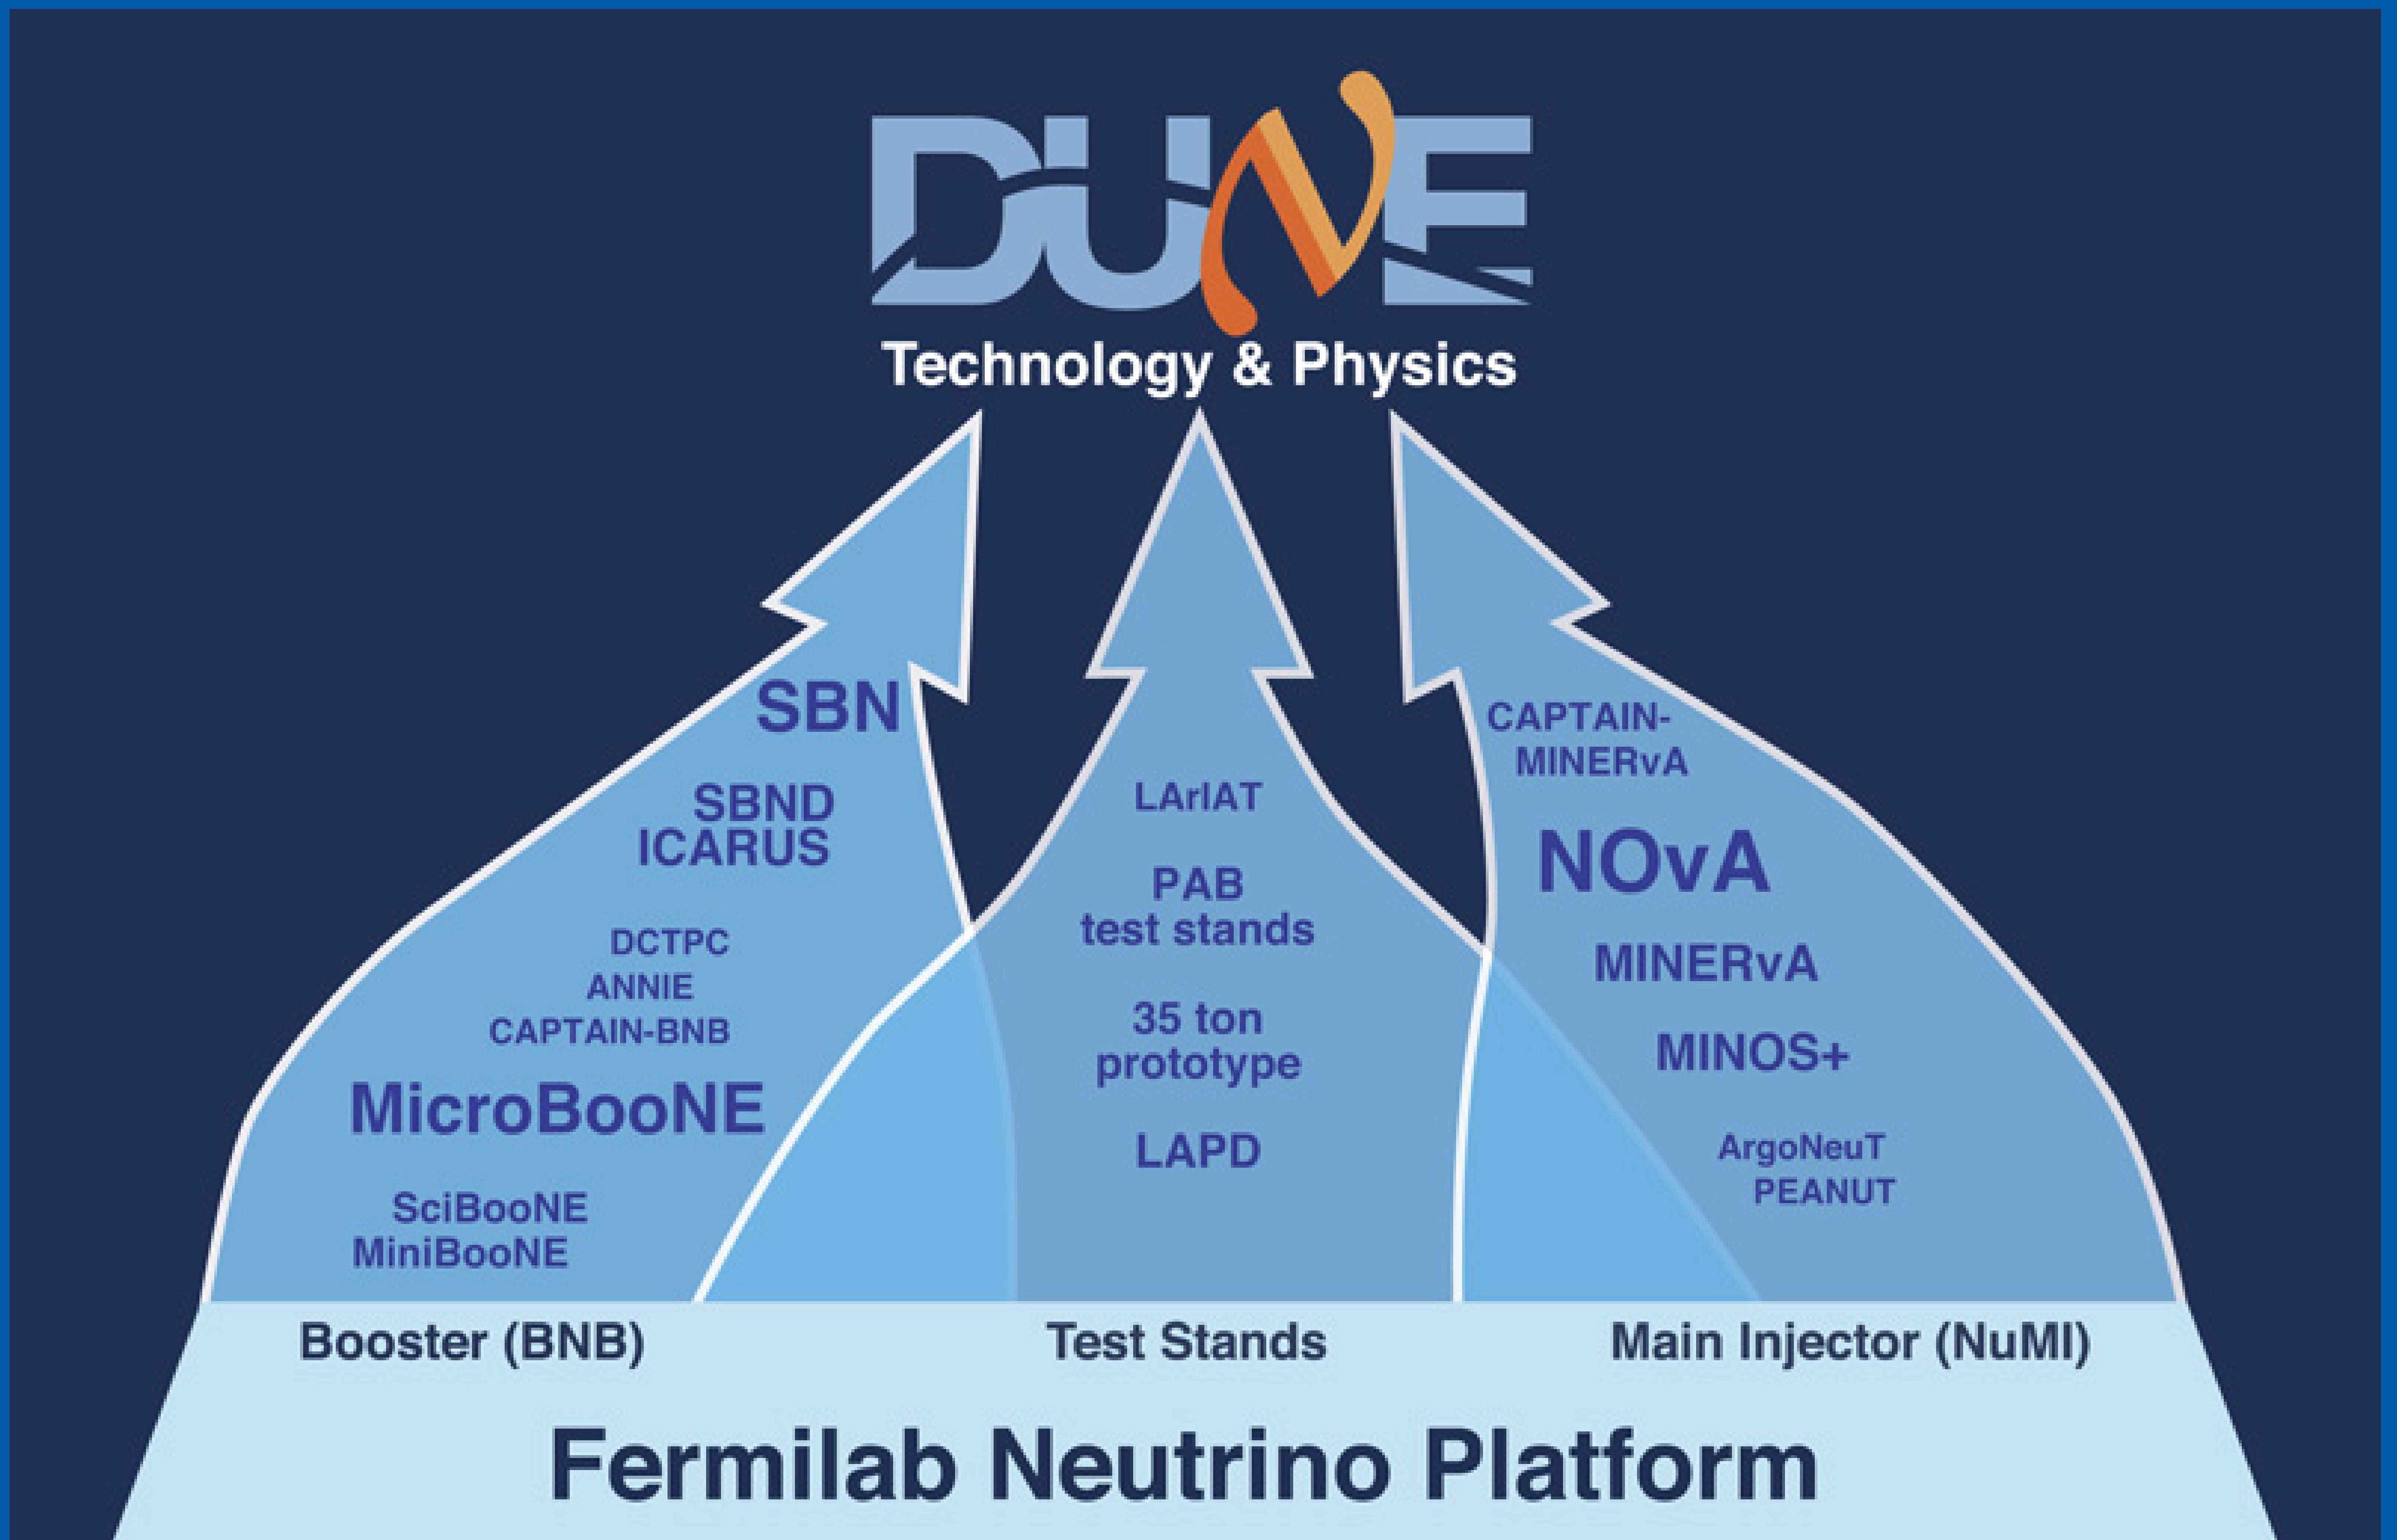 DUNE
Technology & Physics
SBN
SBND
ICARUS
DCTPC
ANNIE
CAPTAIN-BNB
MicroBooNE
SciBooNE
MiniBooNE
LArIAT
PAB
test stands
35 ton
prototype
LAPD
CAPTAIN-
MINERvA
NOvA
MINERvA
MINOS+
ArgoNeuT
PEANUT
Booster (BNB)
Test Stands
Main Injector (NuMI)
Fermilab Neutrino Platform